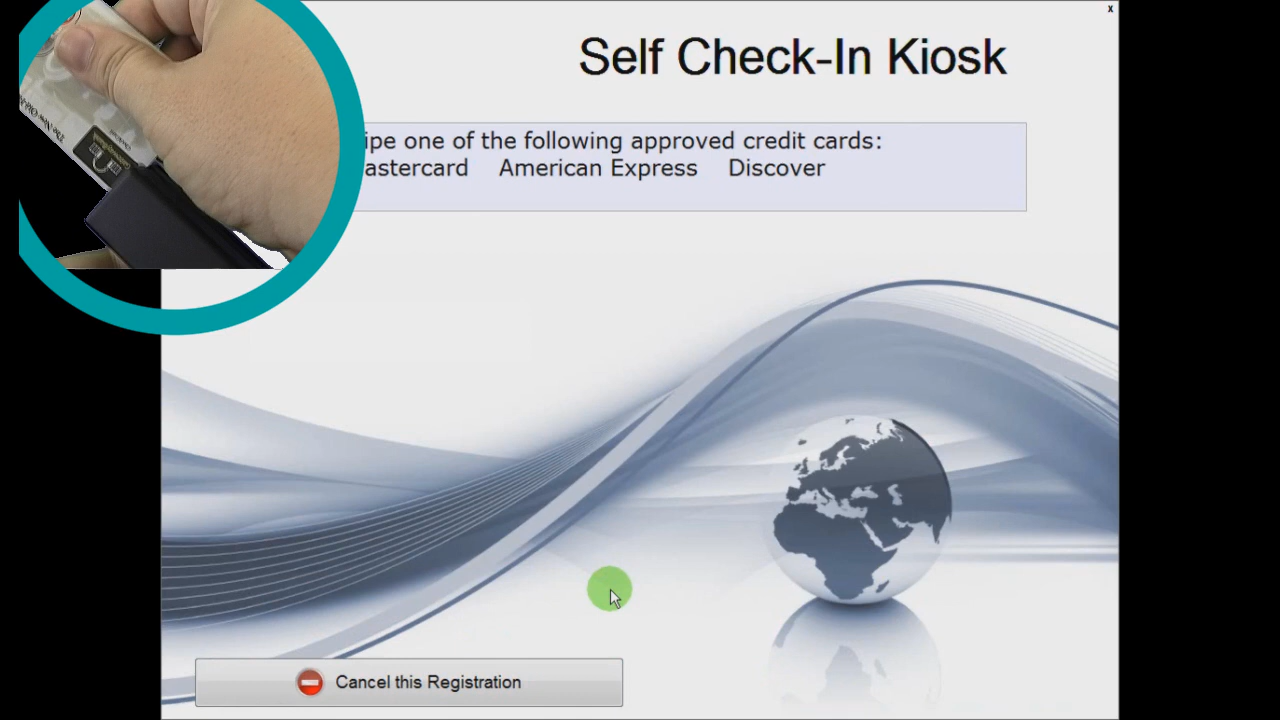 x
Self Check-In Kiosk
ipe one of the following approved credit cards:
astercard American Express Discover
Cancel this Registration